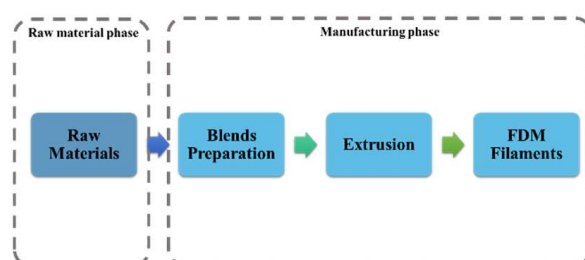 Raw material phase
Manufacturing phase
Raw
Materials
Blends
Preparation
Extrusion
FDM
Filaments